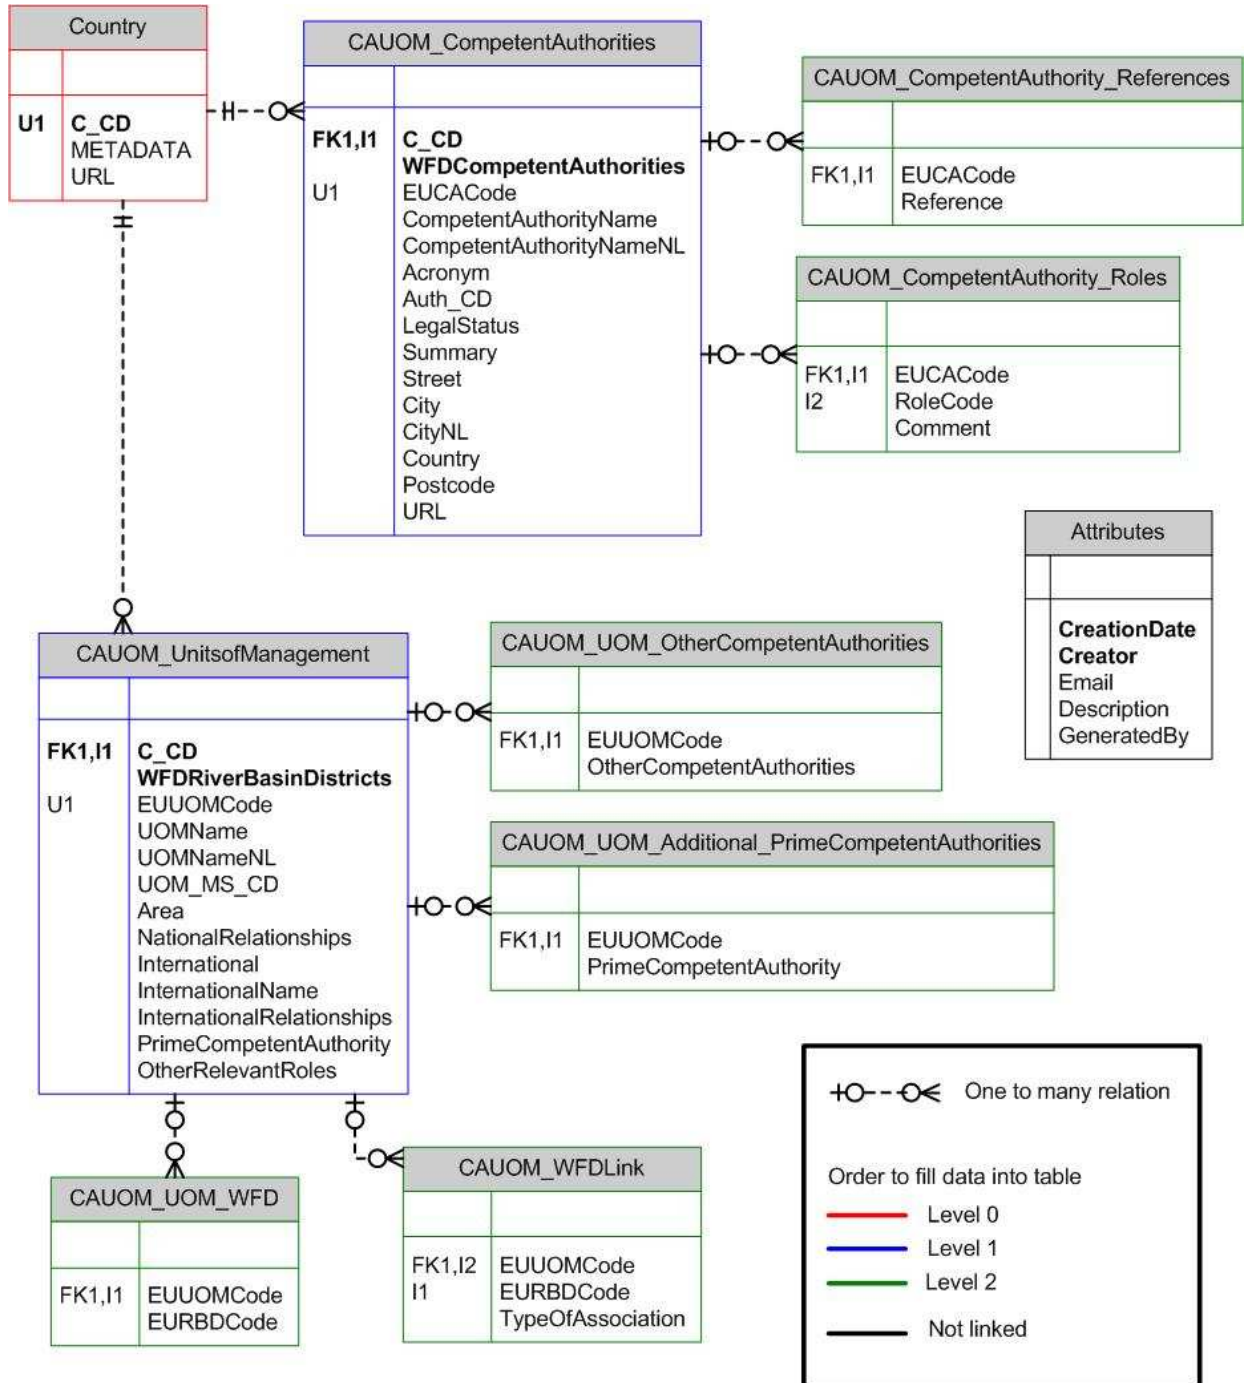 Country
U1 C_CD
METADATA
URL
CAUOM_CompetentAuthorities
FK1,I1 C_CD
WFDCompetentAuthorities
U1 EUCACode
CompetentAuthorityName
CompetentAuthorityNameNL
Acronym
Auth_CD
LegalStatus
Summary
Street
City
CityNL
Country
Postcode
URL
CAUOM_CompetentAuthority_References
FK1,I1 EUCACode
Reference
CAUOM_CompetentAuthority_Roles
FK1,I1 EUCACode
I2 RoleCode
Comment
Attributes
CreationDate
Creator
Email
Description
GeneratedBy
CAUOM_UnitsofManagement
FK1,I1 C_CD
WFDRiverBasinDistricts
U1 EUUOMCode
UOMName
UOMNameNL
UOM_MS_CD
Area
NationalRelationships
International
InternationalName
InternationalRelationships
PrimeCompetentAuthority
OtherRelevantRoles
CAUOM_UOM_OtherCompetentAuthorities
FK1,I1 EUUOMCode
OtherCompetentAuthorities
CAUOM_UOM_Additional_PrimeCompetentAuthorities
FK1,I1 EUUOMCode
PrimeCompetentAuthority
CAUOM_UOM_WFD
FK1,I1 EUUOMCode
EURBDCode
CAUOM_WFDLink
FK1,I2 EUUOMCode
I1 EURBDCode
TypeOfAssociation
One to many relation
Order to fill data into table
Level 0
Level 1
Level 2
Not linked